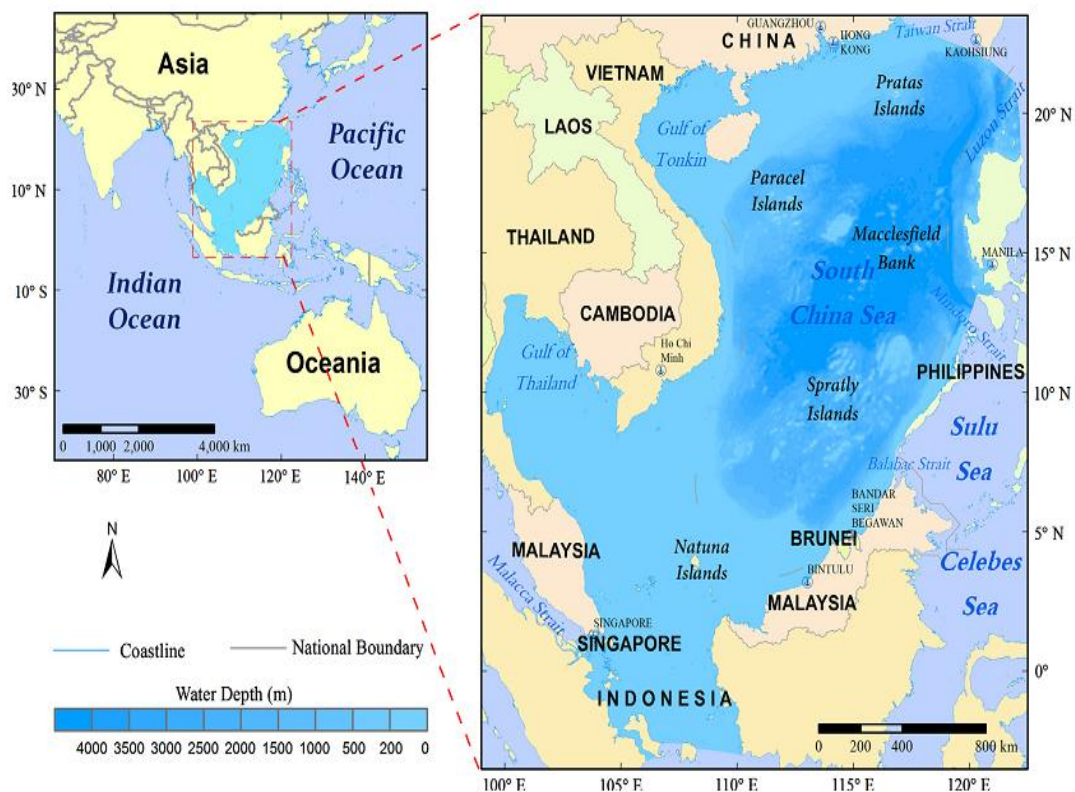 Asia
Pacific
Ocean
Indian
Ocean
Oceania
30° N
10° N
10° S
30° S
0 1,000 2,000 4,000 km
80° E 100° E 120° E 140° E
N
Coastline
National Boundary
Water Depth (m)
4000 3500 3000 2500 2000 1500 1000 500 200 0
GUANGZHOU
CHINA
HONG
KONG
Taiwan Strait
KAOHSIUNG
VIETNAM
Pratas
Islands
LAOS
Gulf of
Tonkin
Luzon Strait
Paracel
Islands
THAILAND
Macclesfield
Bank
MANILA
South
China Sea
CAMBODIA
Mindoro Strait
Ho Chi
Minh
Gulf of
Thailand
PHILIPPINES
Spratly
Islands
Sulu
Sea
Balabac Strait
BANDAR
SERI
BEGAWAN
BRUNEI
MALAYSIA
Natuna
Islands
BINTULU
Celebes
Sea
MALAYSIA
Malacca Strait
SINGAPORE
SINGAPORE
INDONESIA
0 200 400 800 km
20° N
15° N
10° N
5° N
0°
100° E 105° E 110° E 115° E 120° E